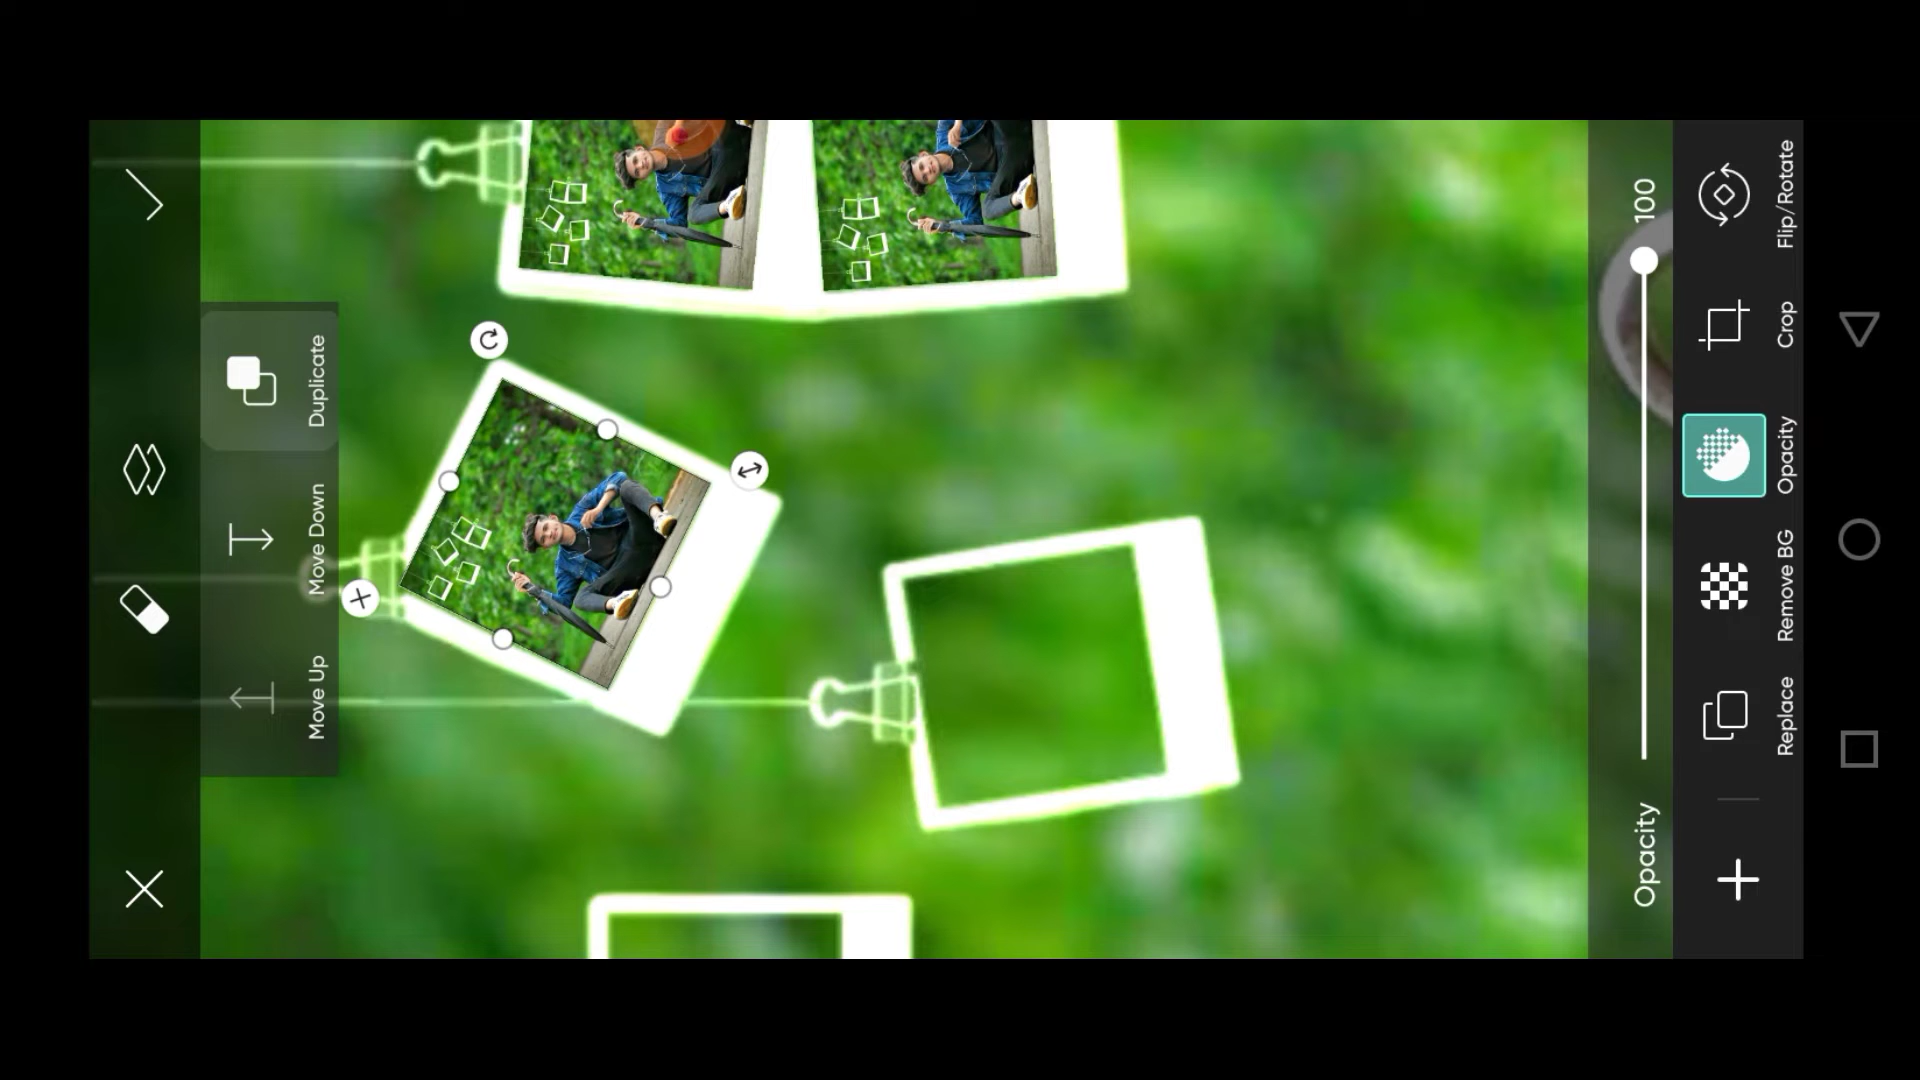 Duplicate
Move Down
Move Up
100
Opacity
Flip/Rotate
Crop
Opacity
Remove BG
Replace